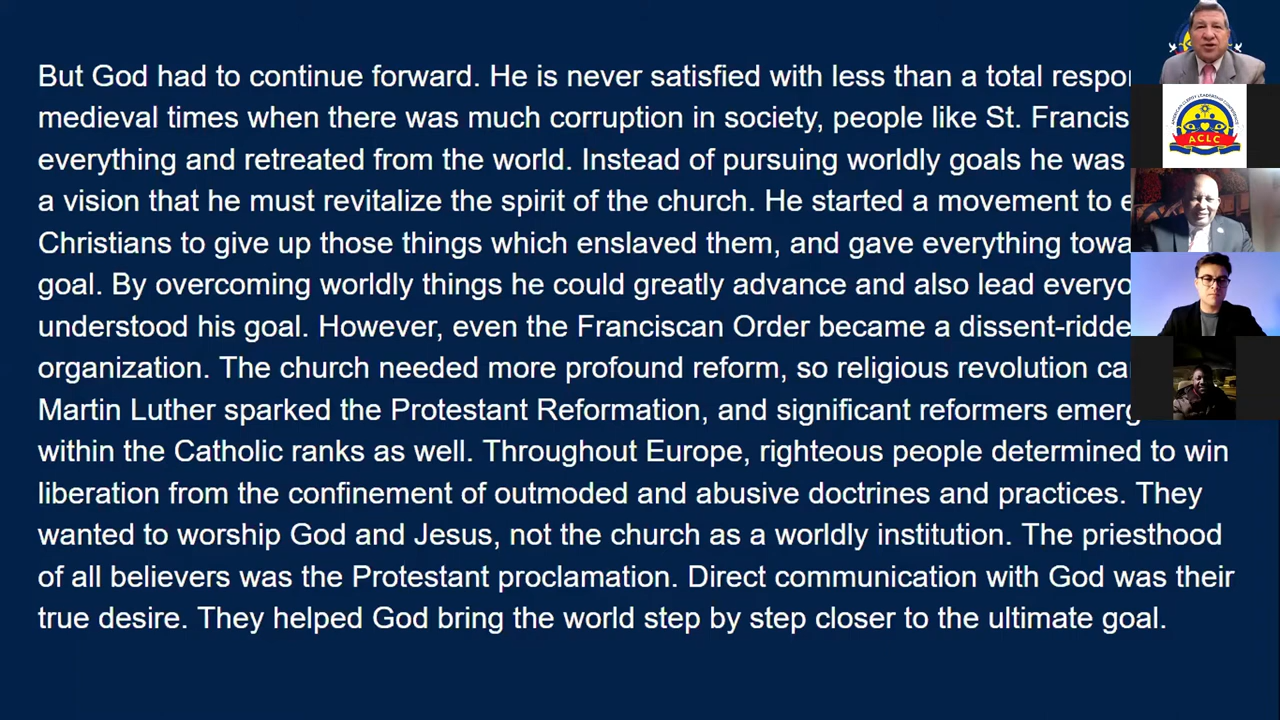 But God had to continue forward. He is never satisfied with less than a total
medieval times when there was much corruption in society, people like St. Francis
everything and retreated from the world. Instead of pursuing worldly goals he was
a vision that he must revitalize the spirit of the church. He started a movement to
Christians to give up those things which enslaved them, and gave everything
goal. By overcoming worldly things he could greatly advance and also lead
understood his goal. However, even the Franciscan Order became a
organization. The church needed more profound reform, so religious revolution
Martin Luther sparked the Protestant Reformation, and significant reformers
within the Catholic ranks as well. Throughout Europe, righteous people determined to win
liberation from the confinement of outmoded and abusive doctrines and practices. They
wanted to worship God and Jesus, not the church as a worldly institution. The priesthood
of all believers was the Protestant proclamation. Direct communication with God was their
true desire. They helped God bring the world step by step closer to the ultimate goal.
AMERICAN CLERGY LEADERSHIP CONFERENCE
ACLC